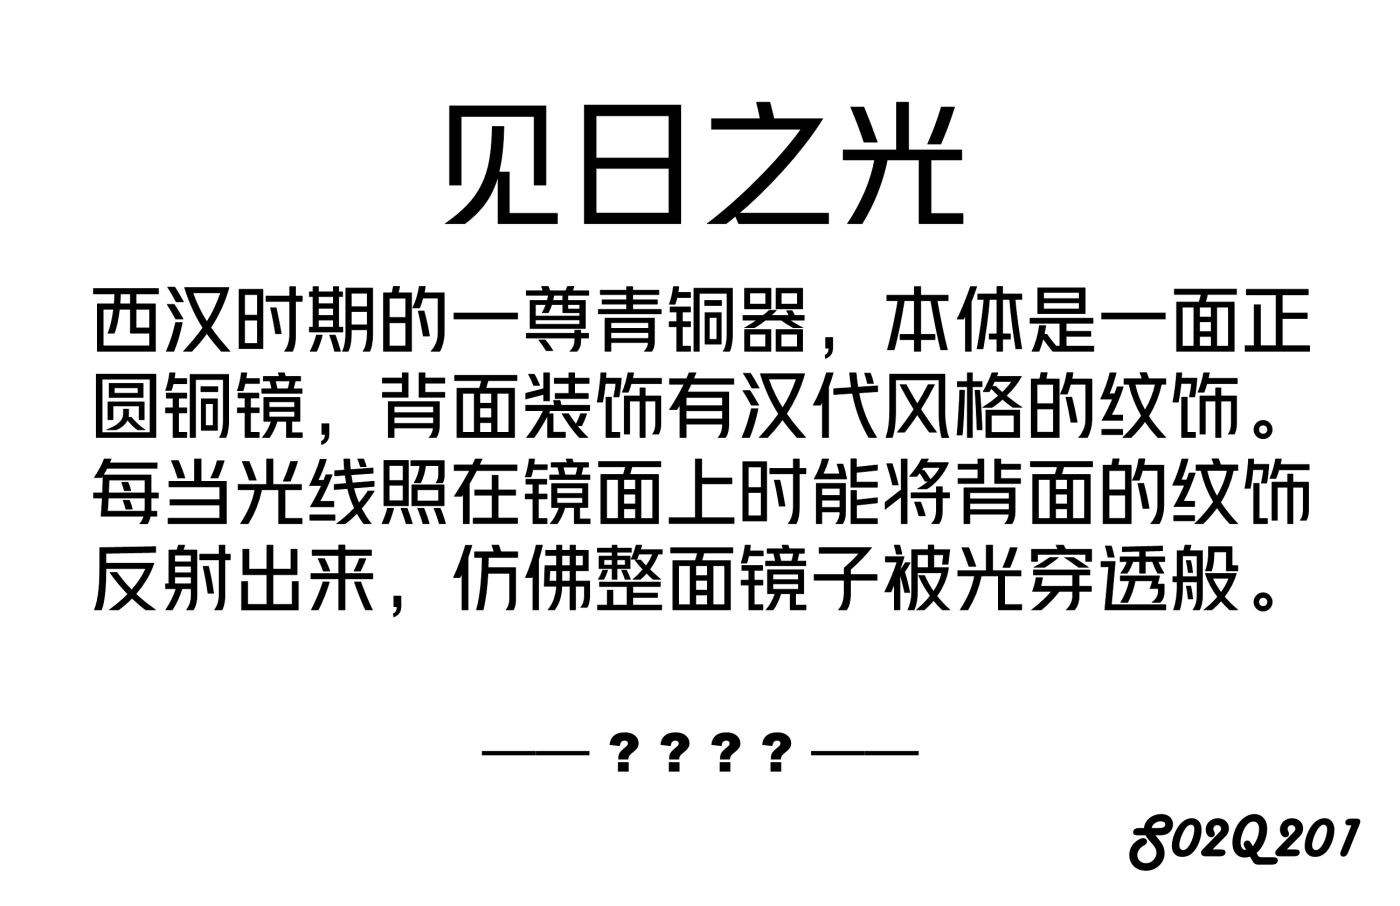 见日之光
西汉时期的一尊青铜器，本体是一面正
圆铜镜，背面装饰有汉代风格的纹饰。
每当光线照在镜面上时能将背面的纹饰
反射出来，仿佛整面镜子被光穿透般。
——？？？？——
S02Q201